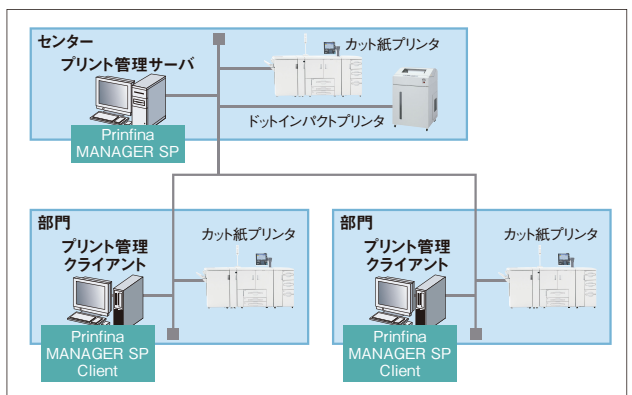 センター
カット紙プリンタ
プリント管理サーバ
ドットインパクトプリンタ
Prinfina
MANAGER SP
部門
カット紙プリンタ
プリント管理
クライアント
Prinfina
MANAGER SP
Client
部門
カット紙プリンタ
プリント管理
クライアント
Prinfina
MANAGER SP
Client